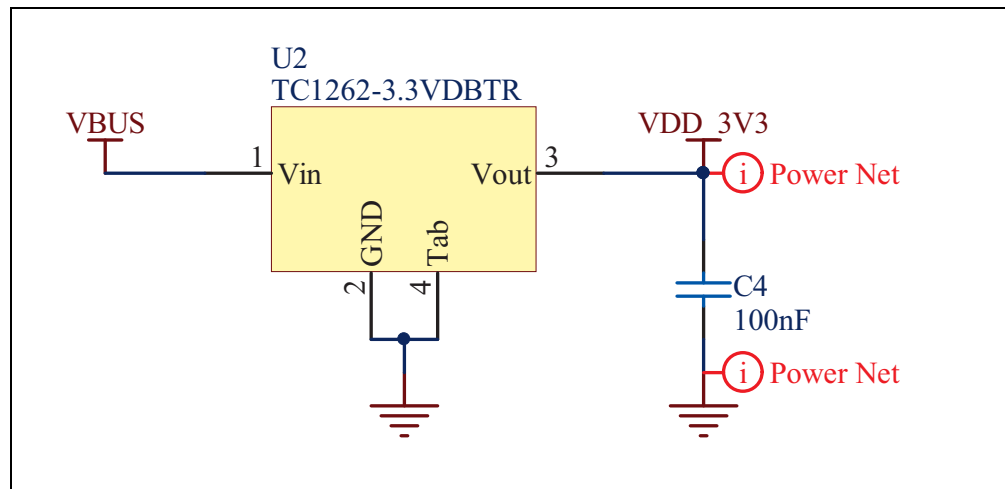 U2
TC1262-3.3VDBTR
VBUS
VDD_3V3
1
Vin
Vout
3
i Power Net
GND
Tab
2
4
C4
100nF
i Power Net